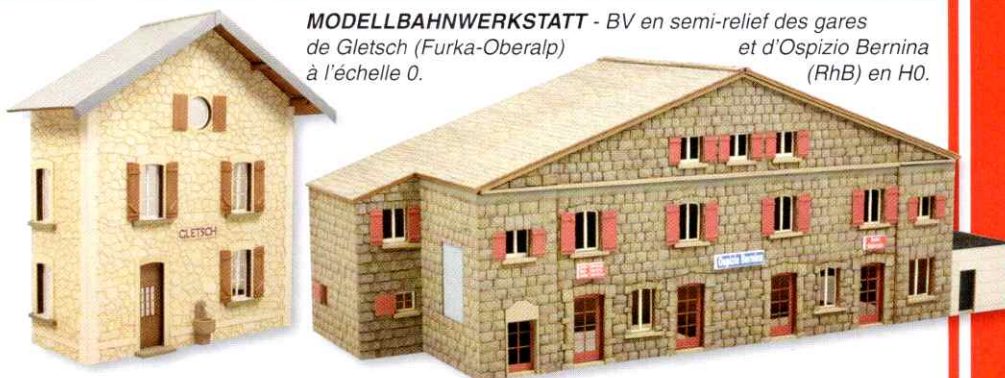 MODELLBAHNWERKSTATT - BV en semi-relief des gares
de Gletsch (Furka-Oberalp) et d'Ospizio Bernina
à l'échelle 0. (RhB) en H0.
GLETSCH
Ospizio Bernina